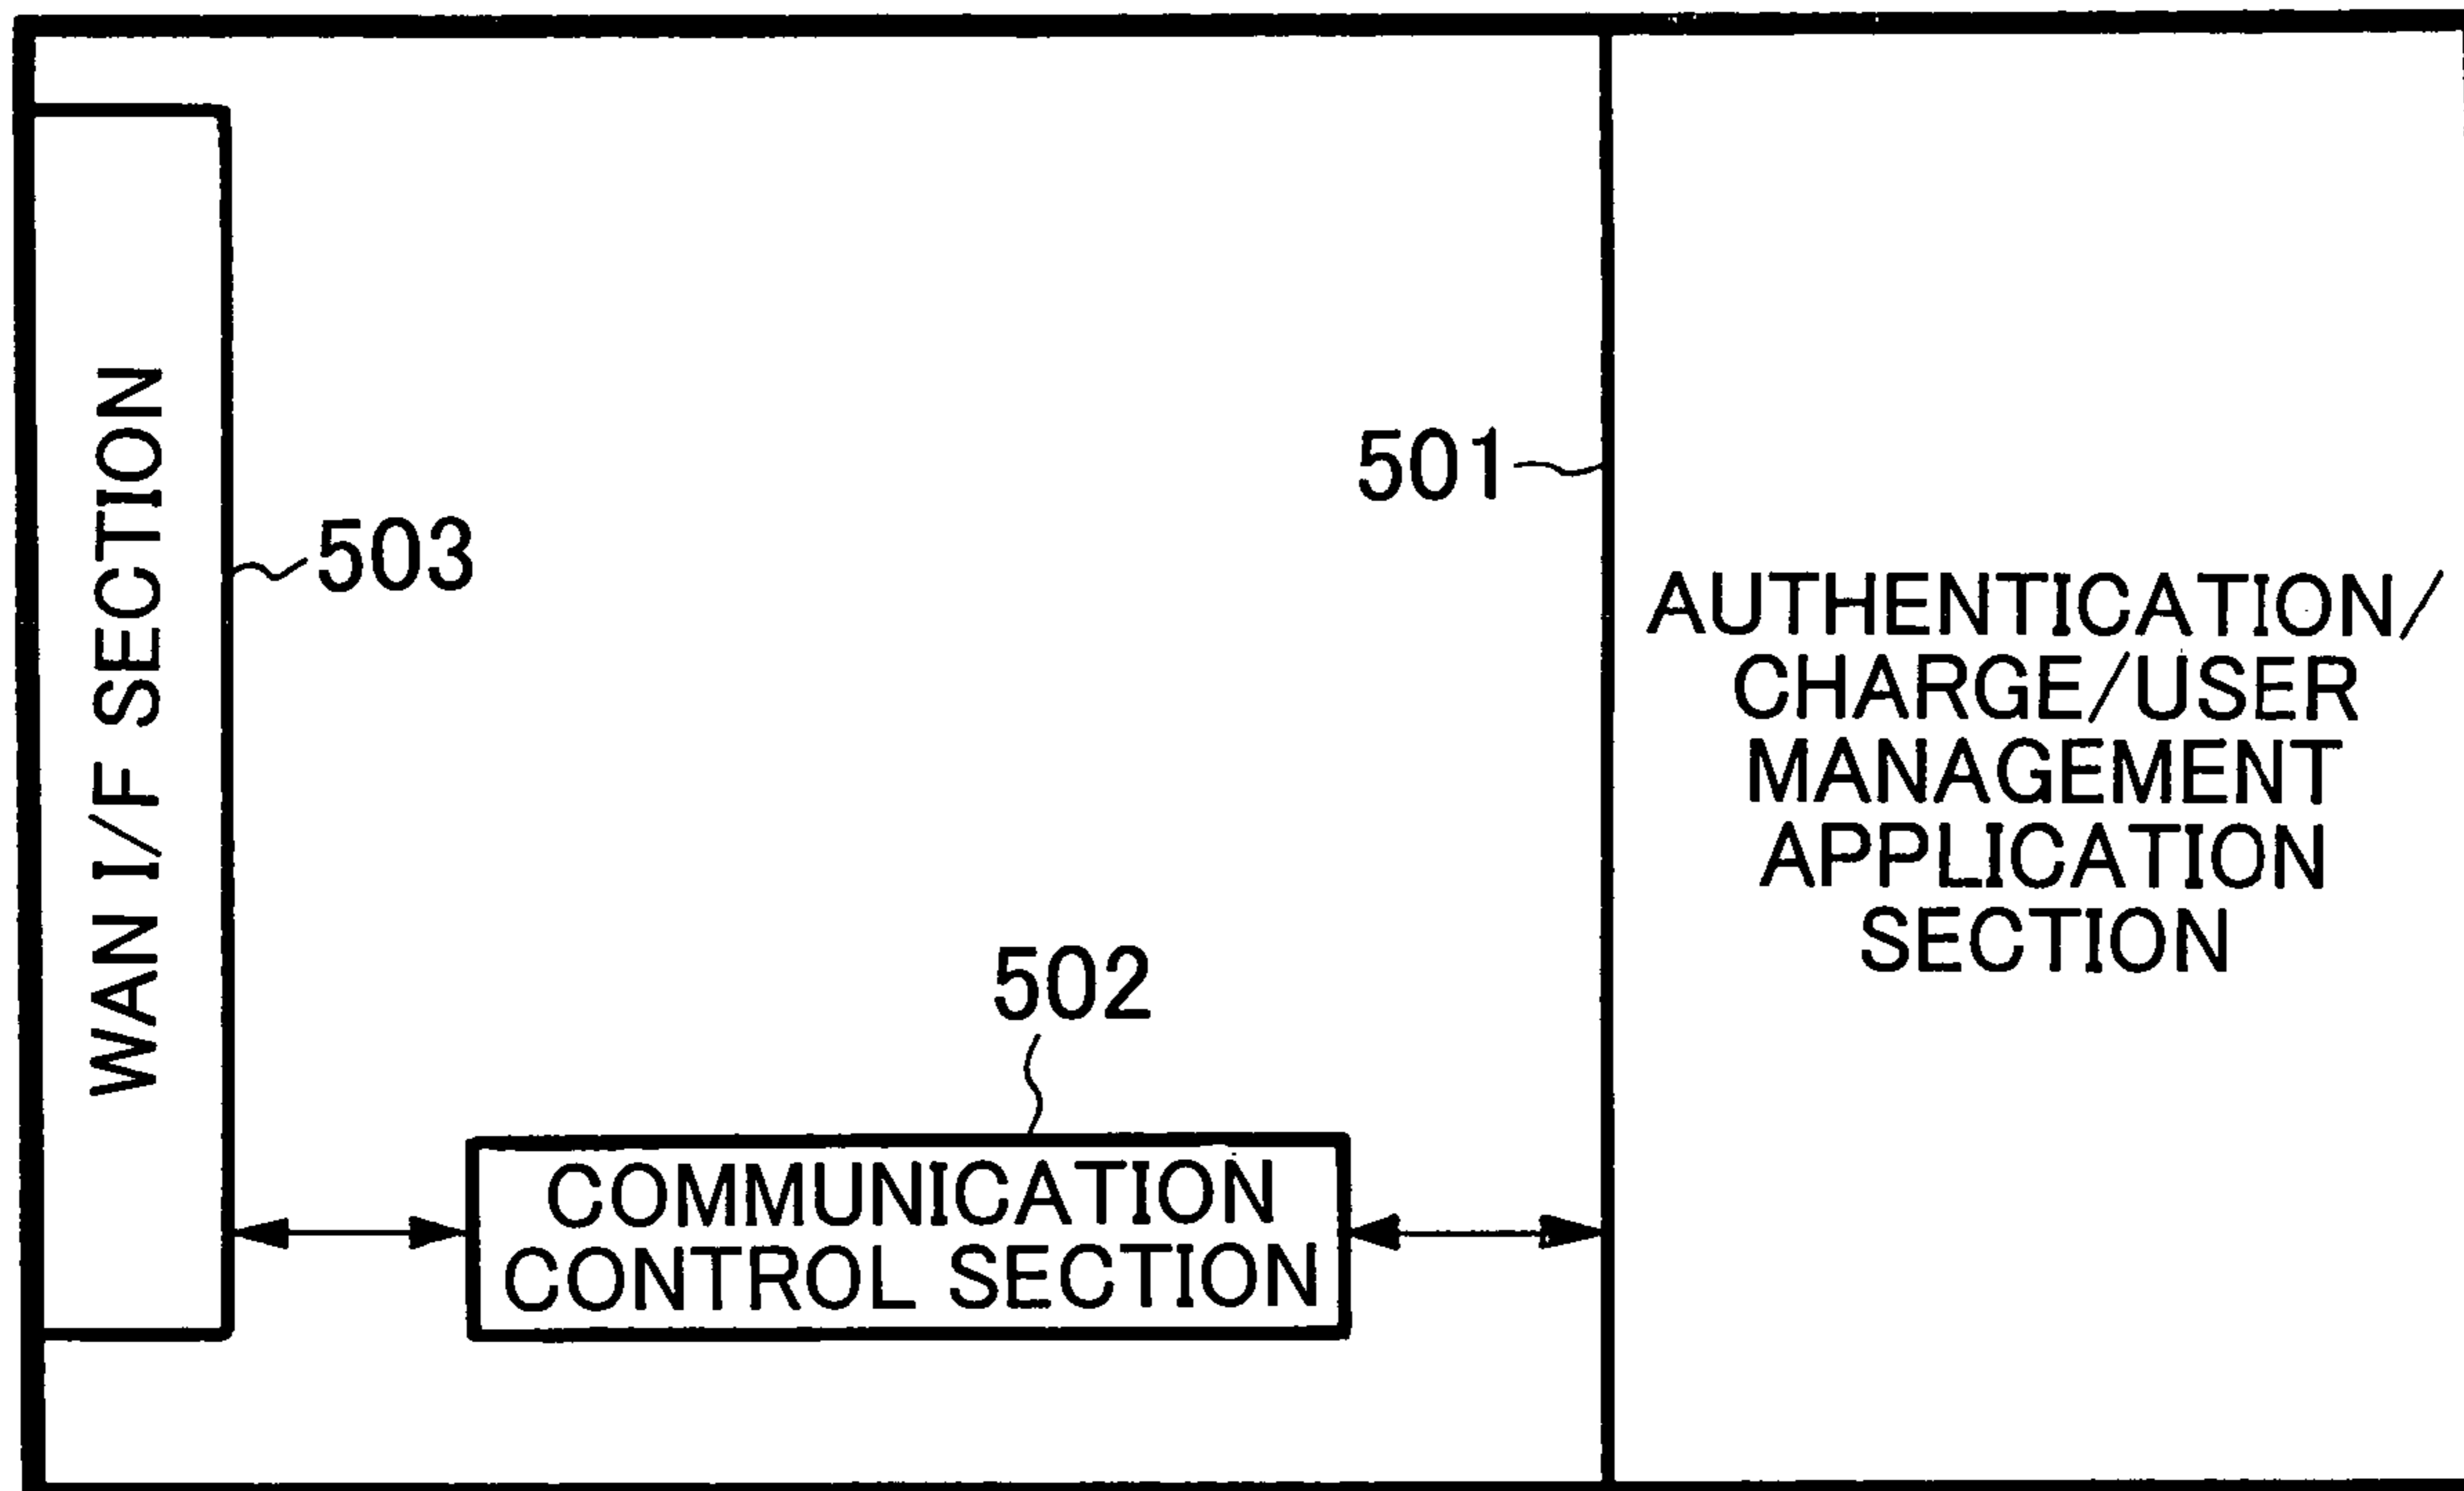 WAN I/F SECTION
503
501
AUTHENTICATION/
CHARGE/USER
MANAGEMENT
APPLICATION
SECTION
502
COMMUNICATION
CONTROL SECTION